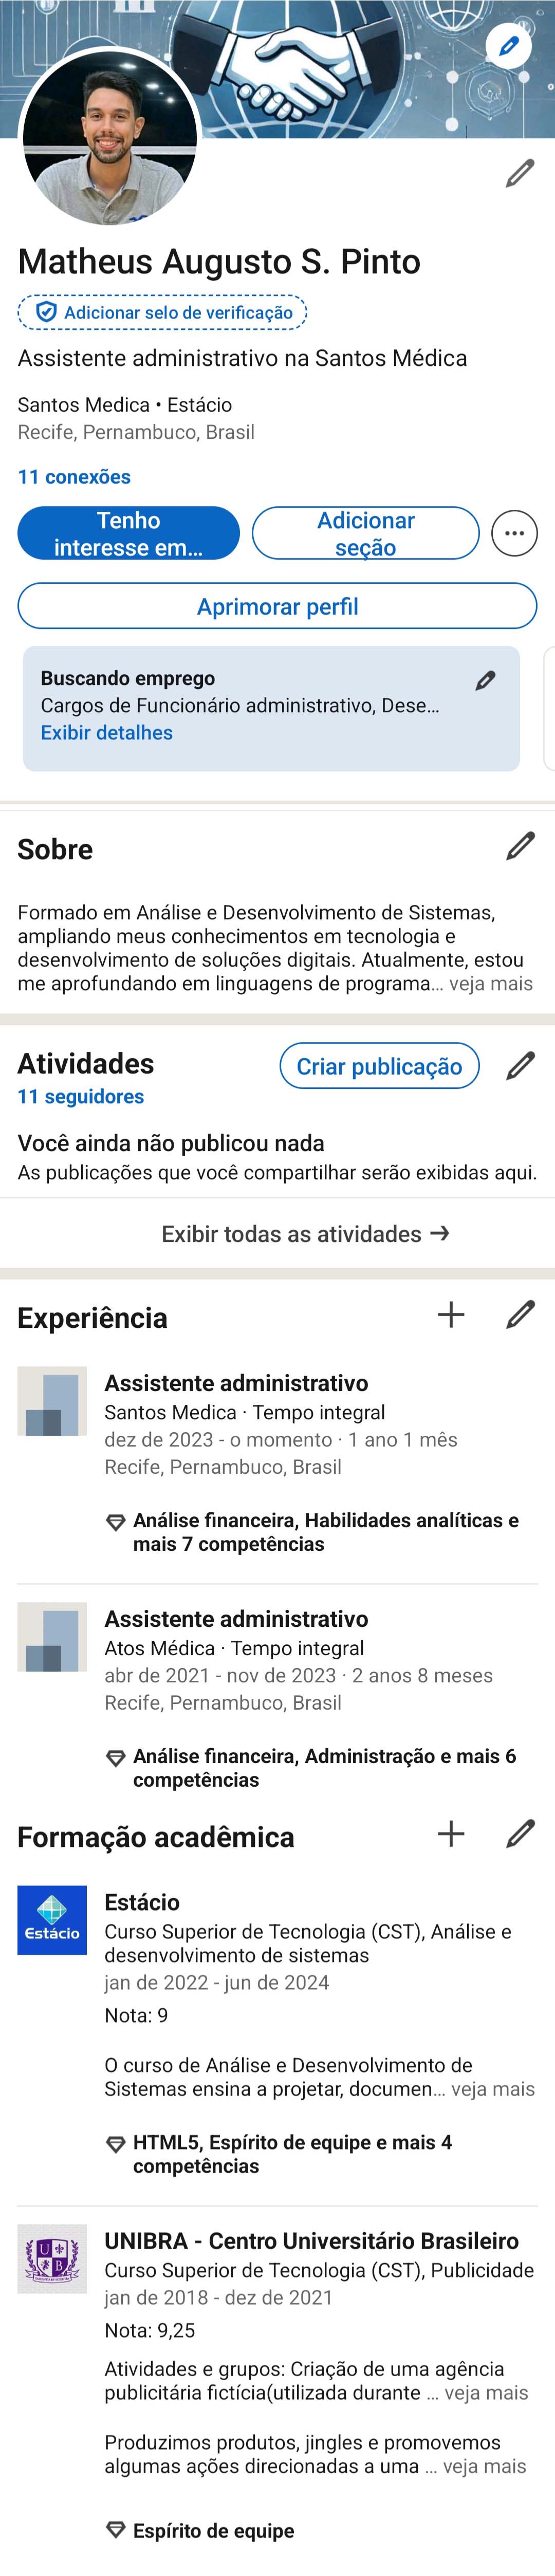 Matheus Augusto S. Pinto
Adicionar selo de verificação
Assistente administrativo na Santos Médica
Santos Medica • Estácio
Recife, Pernambuco, Brasil
11 conexões
Tenho
interesse em...
Adicionar
seção
Aprimorar perfil
Buscando emprego
Cargos de Funcionário administrativo, Dese...
Exibir detalhes
Sobre
Formado em Análise e Desenvolvimento de Sistemas,
ampliando meus conhecimentos em tecnologia e
desenvolvimento de soluções digitais. Atualmente, estou
me aprofundando em linguagens de programa... veja mais
Atividades
Criar publicação
11 seguidores
Você ainda não publicou nada
As publicações que você compartilhar serão exibidas aqui.
Exibir todas as atividades →
Experiência
Assistente administrativo
Santos Medica · Tempo integral
dez de 2023 - o momento · 1 ano 1 mês
Recife, Pernambuco, Brasil
Análise financeira, Habilidades analíticas e
mais 7 competências
Assistente administrativo
Atos Médica · Tempo integral
abr de 2021 - nov de 2023 · 2 anos 8 meses
Recife, Pernambuco, Brasil
Análise financeira, Administração e mais 6
competências
Formação acadêmica
Estácio
Estácio
Curso Superior de Tecnologia (CST), Análise e
desenvolvimento de sistemas
jan de 2022 - jun de 2024
Nota: 9
O curso de Análise e Desenvolvimento de
Sistemas ensina a projetar, documen... veja mais
HTML5, Espírito de equipe e mais 4
competências
UNIBRA - Centro Universitário Brasileiro
Curso Superior de Tecnologia (CST), Publicidade
jan de 2018 - dez de 2021
Nota: 9,25
Atividades e grupos: Criação de uma agência
publicitária fictícia(utilizada durante ... veja mais
Produzimos produtos, jingles e promovemos
algumas ações direcionadas a uma ... veja mais
Espírito de equipe